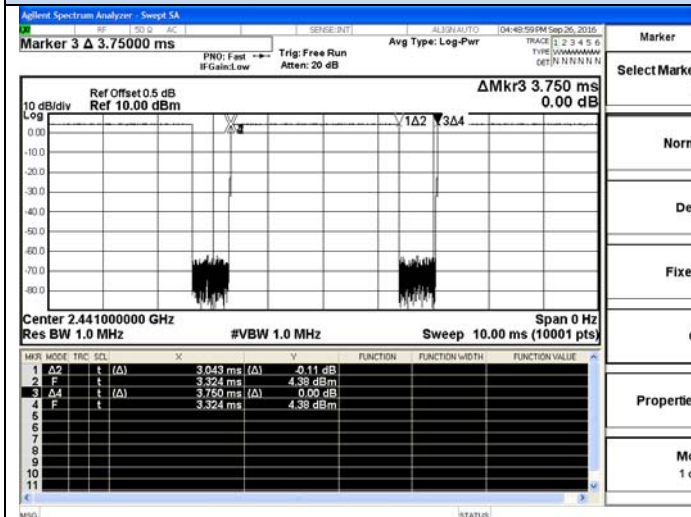 Agilent Spectrum Analyzer - Swept SA
RF 50 Ω AC SENSE:INT ALIGN AUTO 04:48:59 PM Sep 26, 2016
Marker 3 Δ 3.75000 ms
PNO: Fast
IFGain:Low
Trig: Free Run
Atten: 20 dB
Avg Type: Log-Pwr
TRACE 1 2 3 4 5 6
TYPE
DET N N N N N N
Marker
Select Marke
Ref Offset 0.5 dB
ΔMkr3 3.750 ms
10 dB/div Ref 10.00 dBm
0.00 dB
Log
0.00
-10.0
-20.0
-30.0
-40.0
-50.0
-60.0
-70.0
-80.0
1Δ2 3Δ4
Norm
De
Fixe
Propertie
Mo
Center 2.441000000 GHz
Span 0 Hz
Res BW 1.0 MHz
#VBW 1.0 MHz
Sweep 10.00 ms (10001 pts)
MKR MODE TRC SCL X Y FUNCTION FUNCTION WIDTH FUNCTION VALUE
1 Δ2 t (Δ) 3.043 ms (Δ) -0.11 dB
2 F t 3.324 ms 4.38 dBm
3 Δ4 t (Δ) 3.750 ms (Δ) 0.00 dB
4 F t 3.324 ms 4.38 dBm
5
6
7
8
9
10
11
MSG STATUS